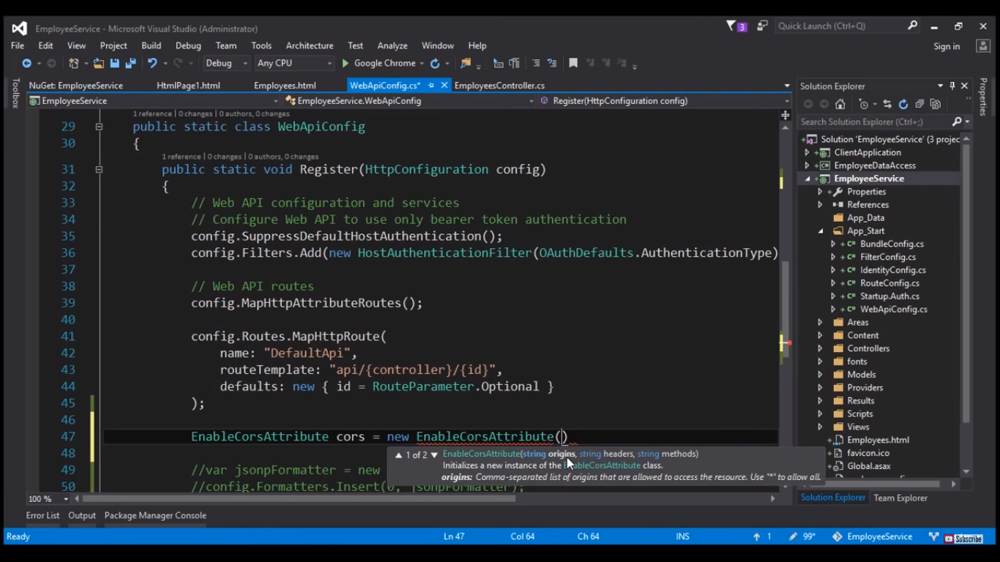 EmployeeService - Microsoft Visual Studio (Administrator)
3
Quick Launch (Ctrl+Q)
File Edit View Project Build Debug Team Tools Architecture Test Analyze Window Help
Sign in
Debug Any CPU Google Chrome
Toolbox
NuGet: EmployeeService HtmlPage1.html Employees.html WebApiConfig.cs* EmployeesController.cs
EmployeeService EmployeeService.WebApiConfig Register(HttpConfiguration config)
1 reference | 0 changes | 0 authors, 0 changes
29 public static class WebApiConfig
30 {
1 reference | 0 changes | 0 authors, 0 changes
31 public static void Register(HttpConfiguration config)
32 {
33 // Web API configuration and services
34 // Configure Web API to use only bearer token authentication
35 config.SuppressDefaultHostAuthentication();
36 config.Filters.Add(new HostAuthenticationFilter(OAuthDefaults.AuthenticationType)
37
38 // Web API routes
39 config.MapHttpAttributeRoutes();
40
41 config.Routes.MapHttpRoute(
42 name: "DefaultApi",
43 routeTemplate: "api/{controller}/{id}",
44 defaults: new { id = RouteParameter.Optional }
45 );
46
47 EnableCorsAttribute cors = new EnableCorsAttribute()
48
1 of 2 EnableCorsAttribute(string origins, string headers, string methods)
Initializes a new instance of the EnableCorsAttribute class.
origins: Comma-separated list of origins that are allowed to access the resource. Use "*" to allow all.
49 //var jsonpFormatter = new
50 //config.Formatters.Insert(0, jsonpFormatter);
100 %
Error List Output Package Manager Console
Ready Ln 47 Col 64 Ch 64 INS 1 99* EmployeeService
Subscribe
Solution Explorer
Search Solution Explorer (Ctrl+;)
Solution 'EmployeeService' (3 projec
ClientApplication
EmployeeDataAccess
EmployeeService
Properties
References
App_Data
App_Start
BundleConfig.cs
FilterConfig.cs
IdentityConfig.cs
RouteConfig.cs
Startup.Auth.cs
WebApiConfig.cs
Areas
Content
Controllers
fonts
Models
Providers
Results
Scripts
Views
Employees.html
favicon.ico
Global.asax
Solution Explorer Team Explorer
Properties